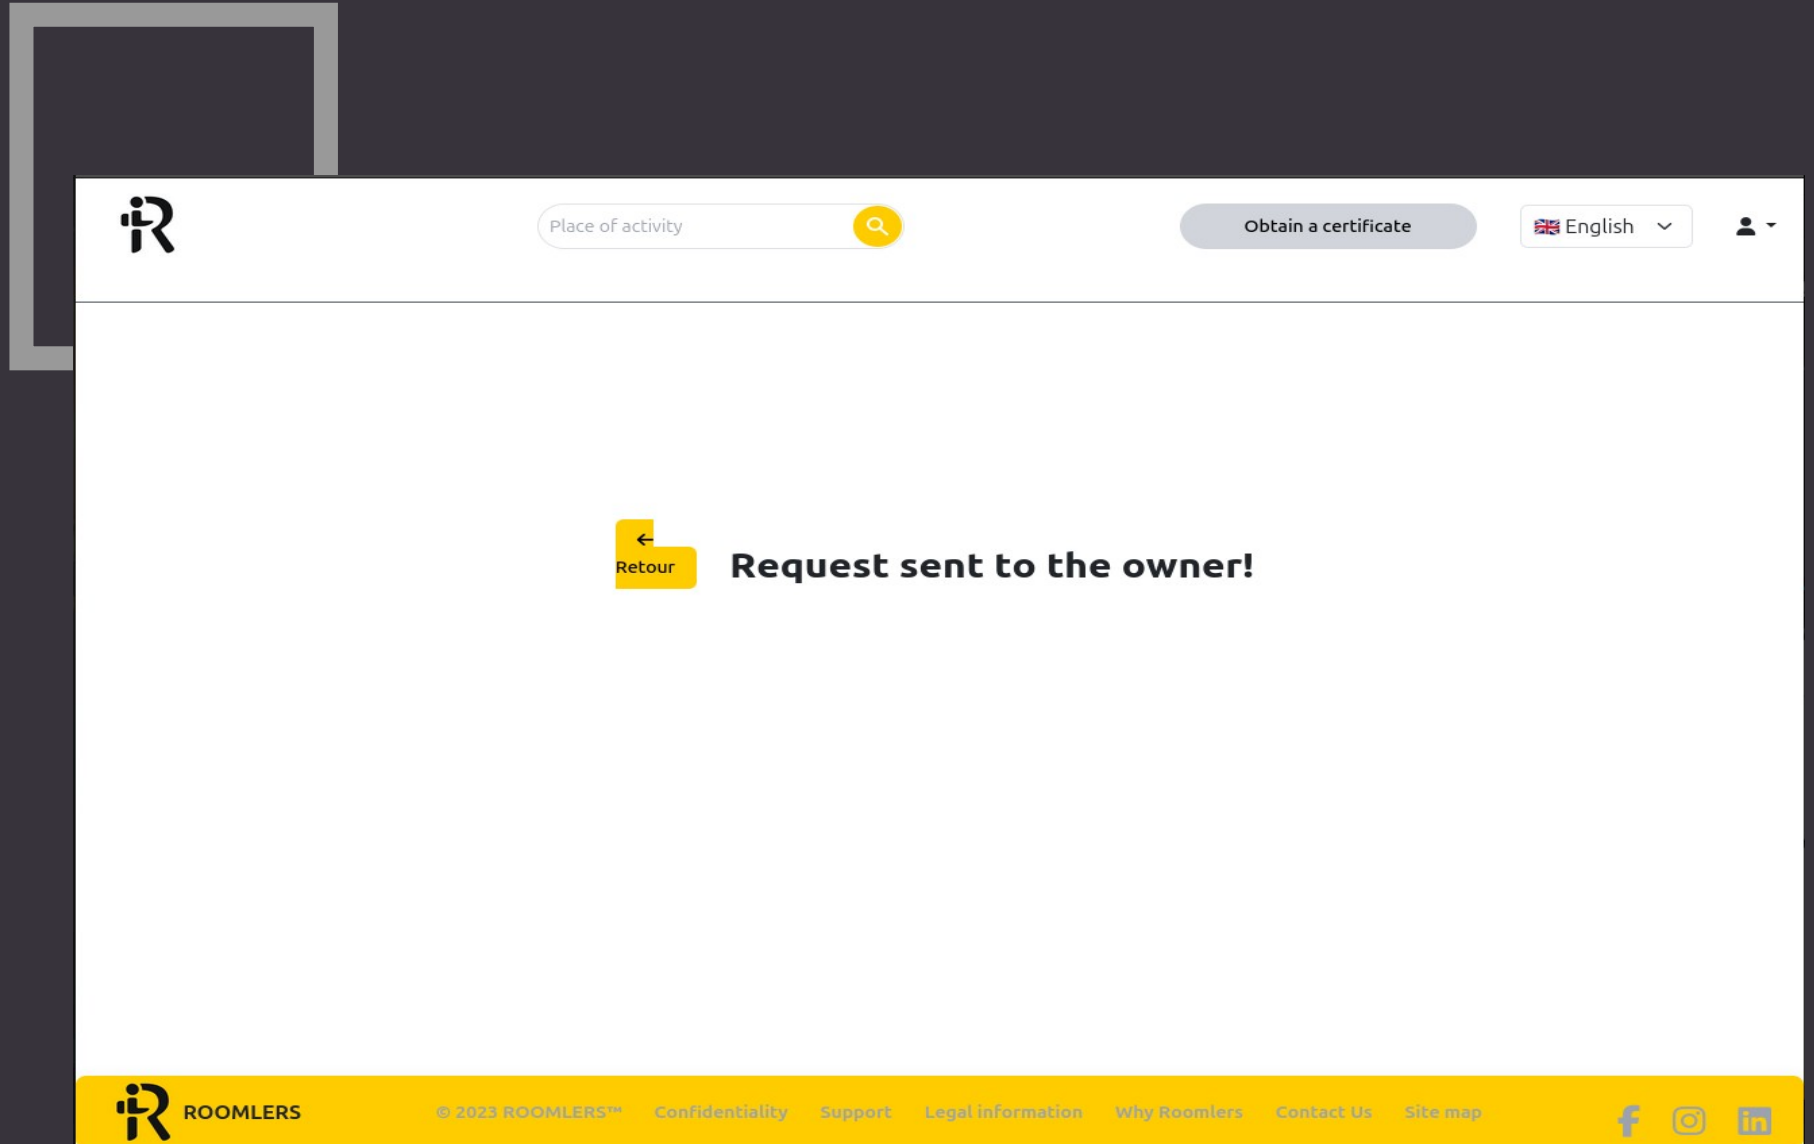 Place of activity
Obtain a certificate
English
Retour
Request sent to the owner!
ROOMLERS
© 2023 ROOMLERS™ Confidentiality Support Legal information Why Roomlers Contact Us Site map